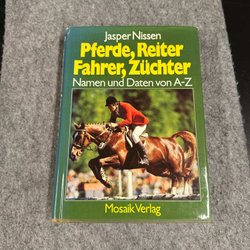 Jasper Nissen
Pferde, Reiter
Fahrer, Züchter
Namen und Daten von A-Z
Mosaik Verlag